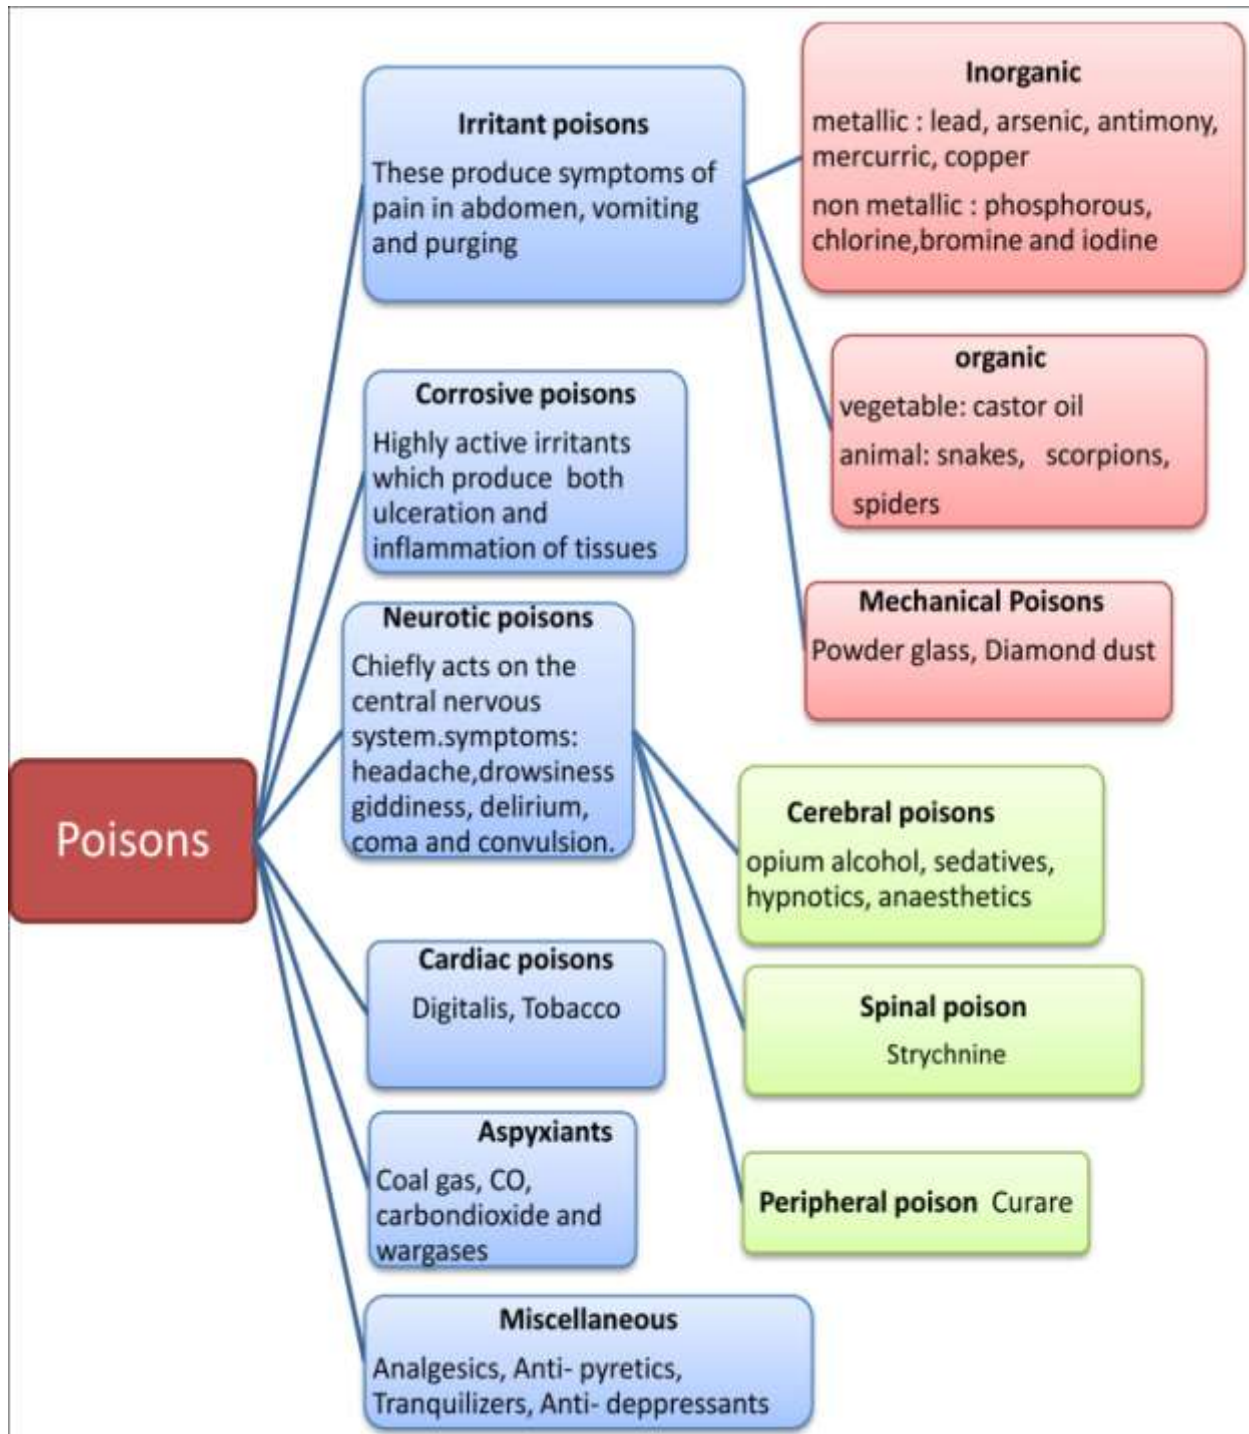 Poisons
Irritant poisons
These produce symptoms of
pain in abdomen, vomiting
and purging
Inorganic
metallic : lead, arsenic, antimony,
mercurric, copper
non metallic : phosphorous,
chlorine,bromine and iodine
organic
vegetable: castor oil
animal: snakes, scorpions,
spiders
Mechanical Poisons
Powder glass, Diamond dust
Corrosive poisons
Highly active irritants
which produce both
ulceration and
inflammation of tissues
Neurotic poisons
Chiefly acts on the
central nervous
system.symptoms:
headache,drowsiness
giddiness, delirium,
coma and convulsion.
Cerebral poisons
opium alcohol, sedatives,
hypnotics, anaesthetics
Spinal poison
Strychnine
Peripheral poison Curare
Cardiac poisons
Digitalis, Tobacco
Aspyxiants
Coal gas, CO,
carbondioxide and
wargases
Miscellaneous
Analgesics, Anti- pyretics,
Tranquilizers, Anti- deppressants